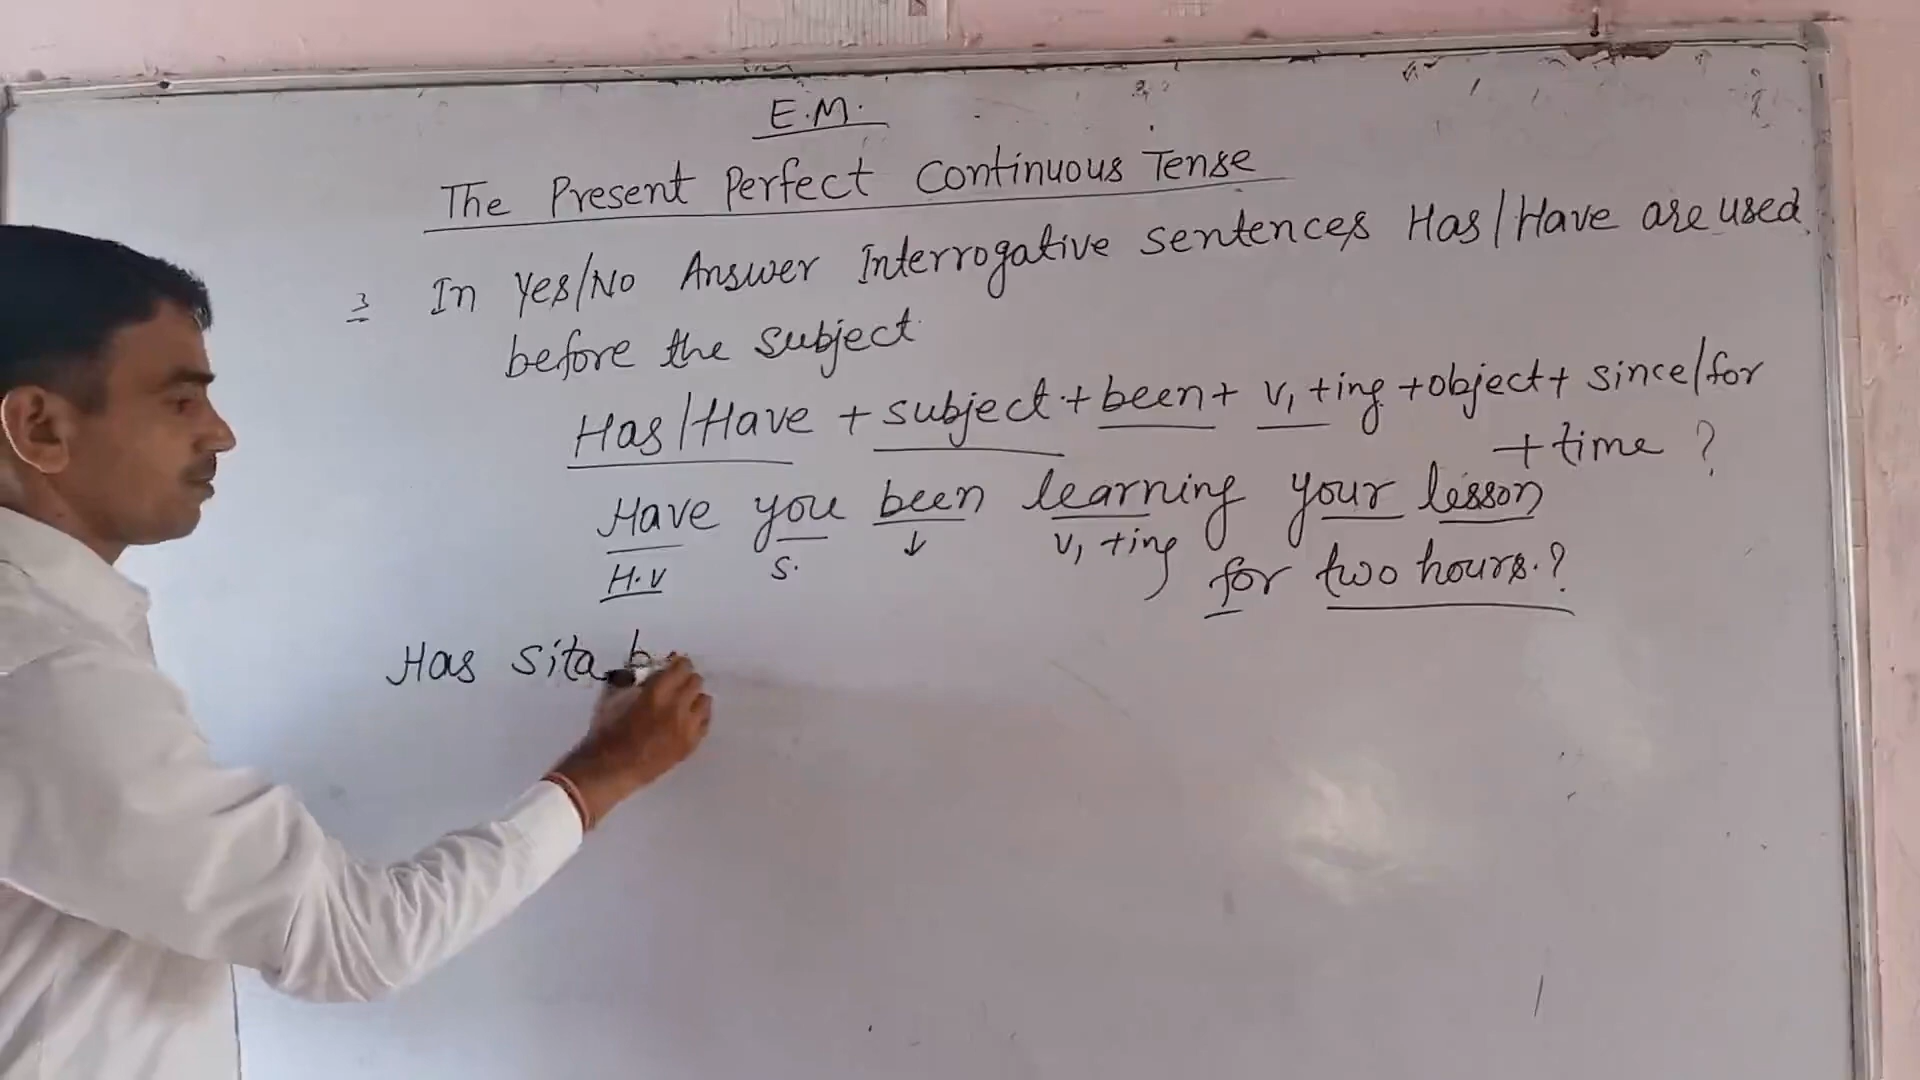 E.M.
The Present Perfect Continuous Tense
3 In Yes/No Answer Interrogative sentences Has/Have are used
before the subject
Has/Have + subject + been + v₁ +ing +object + since/for
+ time ?
Have you been learning your lesson
H.V S. ↓ v₁ +ing
for two hours.?
Has sita b